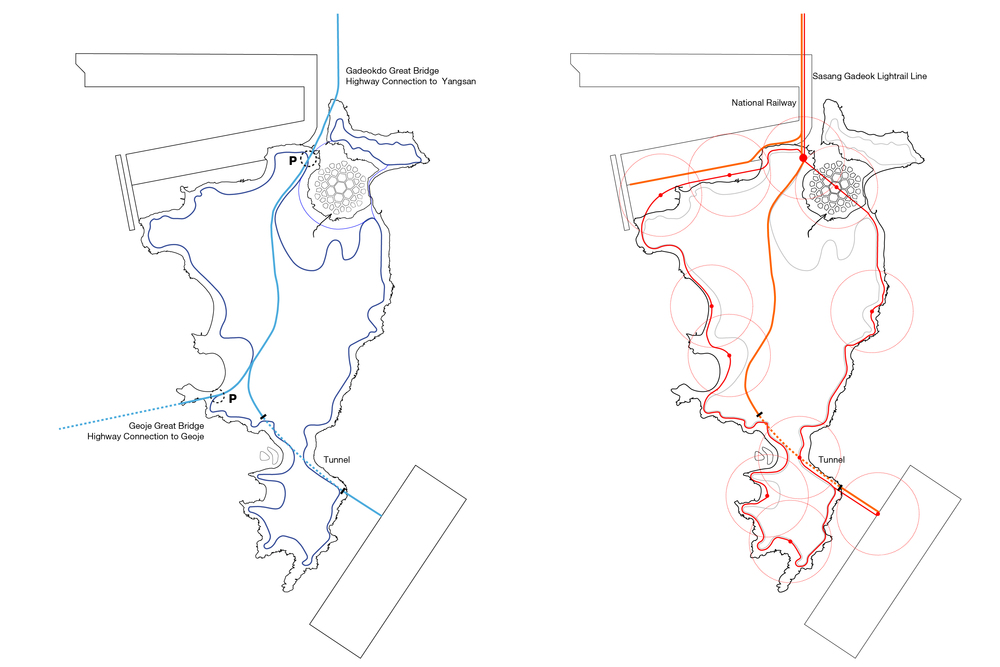 Gadeokdo Great Bridge
Highway Connection to Yangsan
P
P
Geoje Great Bridge
Highway Connection to Geoje
Tunnel
Sasang Gadeok Lightrail Line
National Railway
Tunnel